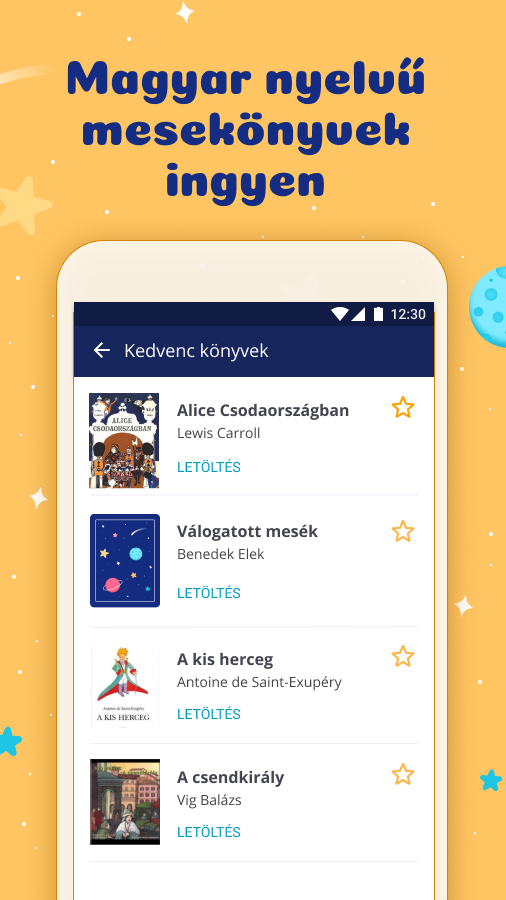 Magyar nyelvű
mesekönyvek
ingyen
12:30
Kedvenc könyvek
ALICE
CSODAORSZÁGBAN
Alice Csodaországban
Lewis Carroll
LETÖLTÉS
Válogatott mesék
Benedek Elek
LETÖLTÉS
Antoine de Saint-Exupéry
A KIS HERCEG
A kis herceg
Antoine de Saint-Exupéry
LETÖLTÉS
A csendkirály
Vig Balázs
LETÖLTÉS